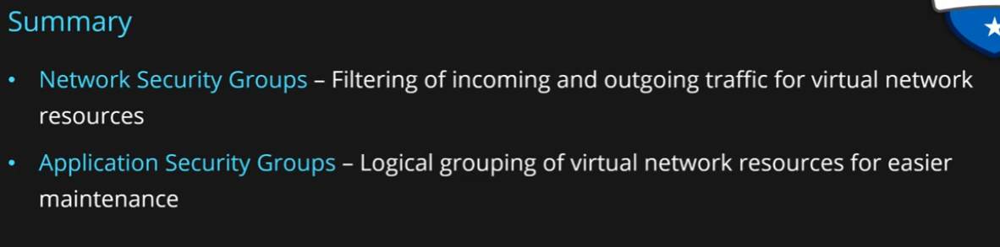 Summary
• Network Security Groups – Filtering of incoming and outgoing traffic for virtual network
resources
• Application Security Groups – Logical grouping of virtual network resources for easier
maintenance